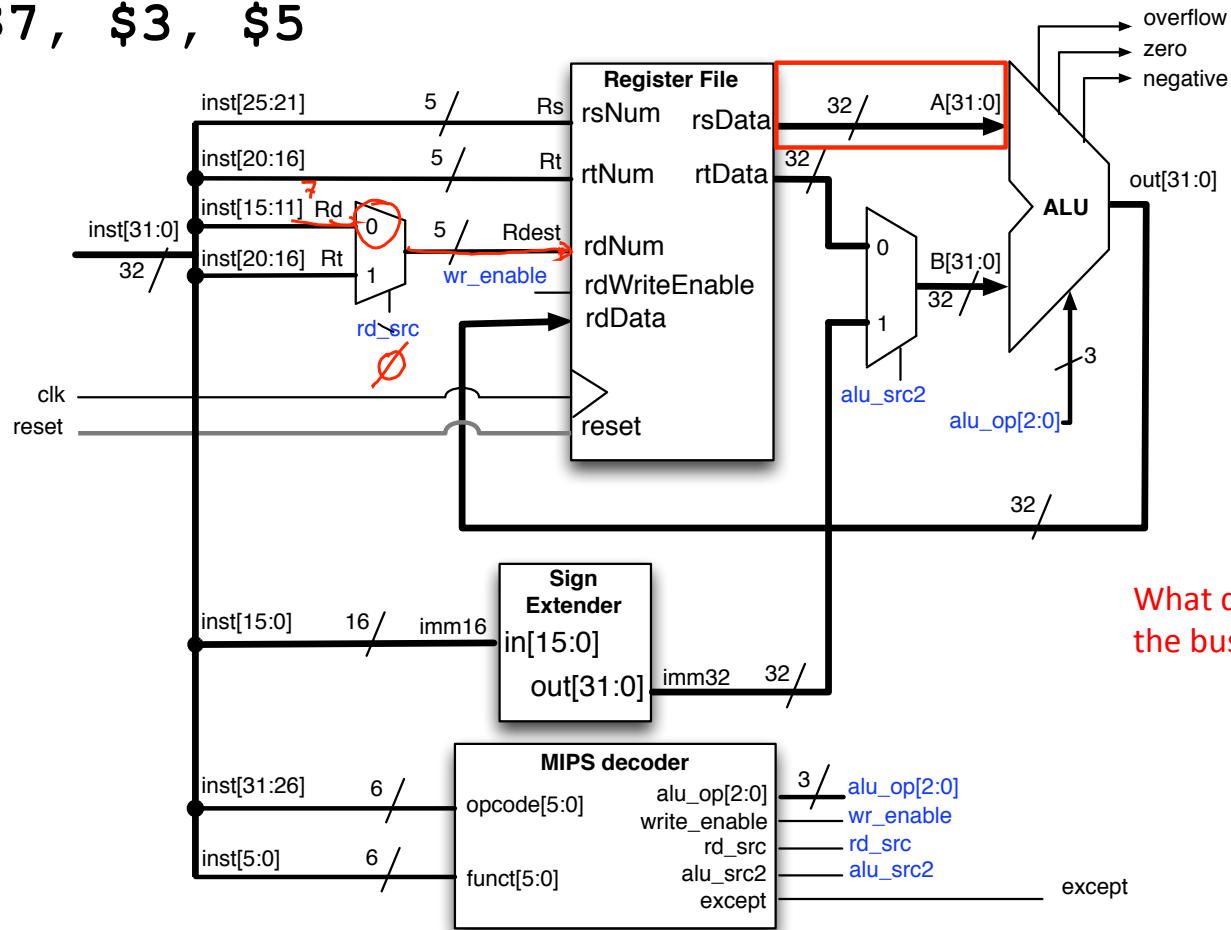 $7, $3, $5
overflow
zero
negative
Register File
inst[25:21] 5 Rs rsNum rsData 32 A[31:0]
inst[20:16] 5 Rt rtNum rtData 32
7
inst[15:11] Rd 0 5 Rdest rdNum
inst[31:0] 32
inst[20:16] Rt 1 wr_enable rdWriteEnable
rd_src
0
rdData
0
1
B[31:0]
32
ALU
out[31:0]
3
alu_src2
alu_op[2:0]
clk
reset reset
32
Sign
Extender
inst[15:0] 16 imm16 in[15:0]
out[31:0] imm32 32
What
the
MIPS decoder
inst[31:26] 6 opcode[5:0] alu_op[2:0] 3 alu_op[2:0]
write_enable wr_enable
rd_src rd_src
inst[5:0] 6 funct[5:0] alu_src2 alu_src2
except except